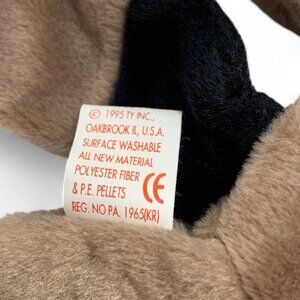 © 1995 TY INC.,
OAKBROOK IL, U.S.A.
SURFACE WASHABLE
ALL NEW MATERIAL
POLYESTER FIBER
& P.E. PELLETS CE
REG. NO PA. 1965(KR)